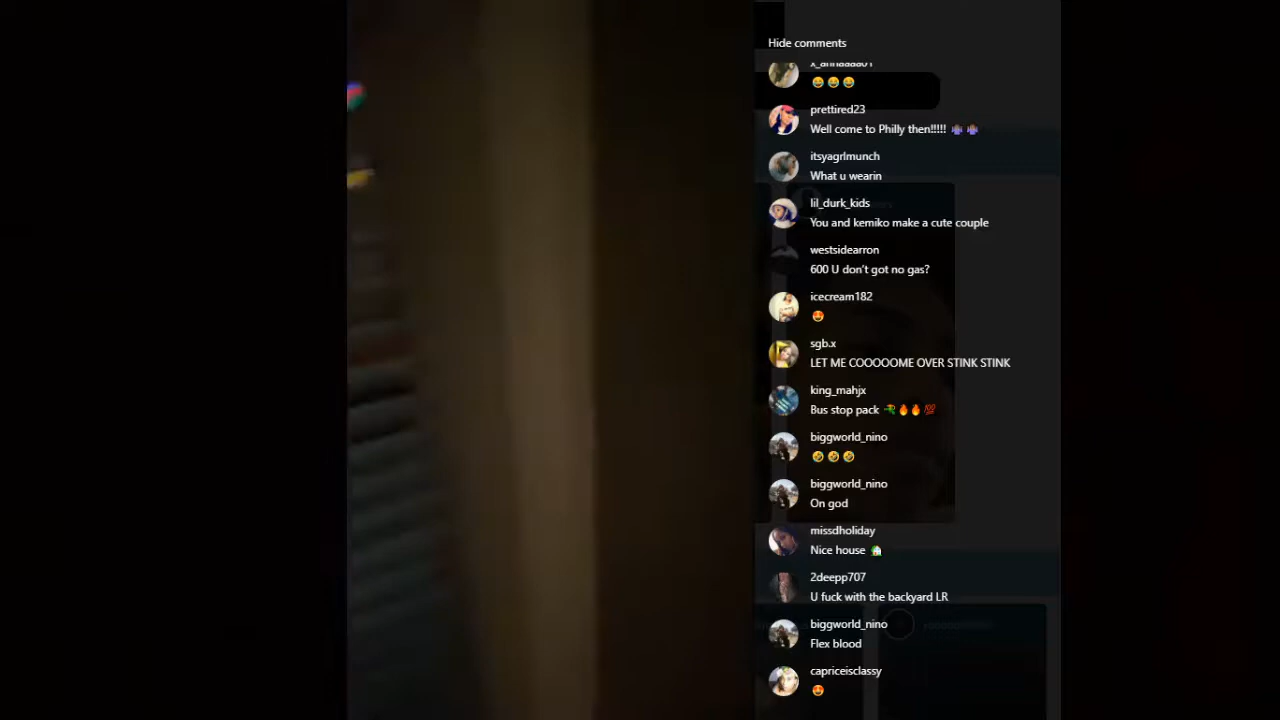 Hide comments
x_annaaa01
😂😂😂
prettired23
Well come to Philly then!!!!! 🤷🏽‍♀️🤷🏽‍♀️
itsyagrlmunch
What u wearin
lil_durk_kids
You and kemiko make a cute couple
westsidearron
600 U don't got no gas?
icecream182
😍
sgb.x
LET ME COOOOOME OVER STINK STINK
king_mahjx
Bus stop pack 🔫🔥🔥💯
biggworld_nino
🤣🤣🤣
biggworld_nino
On god
missdholiday
Nice house 🏡
2deepp707
U fuck with the backyard LR
biggworld_nino
Flex blood
capriceisclassy
😍